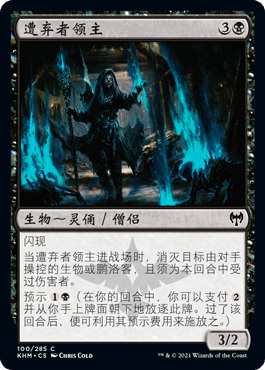 遭弃者领主 3
生物～灵俑／僧侣
闪现
当遭弃者领主进战场时，消灭目标由对手
操控的生物或鹏洛客，且须为本回合中受
过伤害者。
预示 1（在你的回合中，你可以支付 2
并从你手上牌面朝下地放逐此牌。过了该
回合后，便可利用其预示费用来施放之。）
3/2
100/285 C
KHM • CS Chris Cold
™ & © 2021 Wizards of the Coast